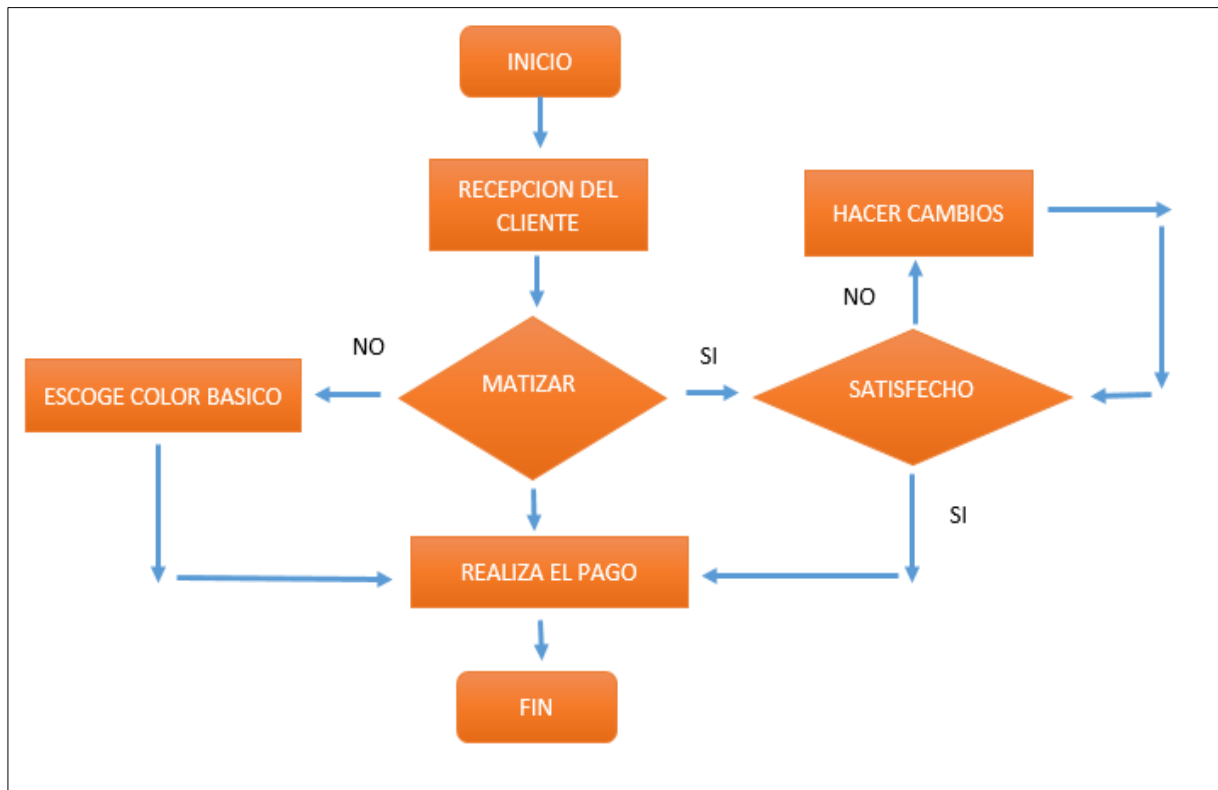 INICIO
RECEPCION DEL
CLIENTE
HACER CAMBIOS
NO
NO
SI
ESCOGE COLOR BASICO
MATIZAR
SATISFECHO
SI
REALIZA EL PAGO
FIN